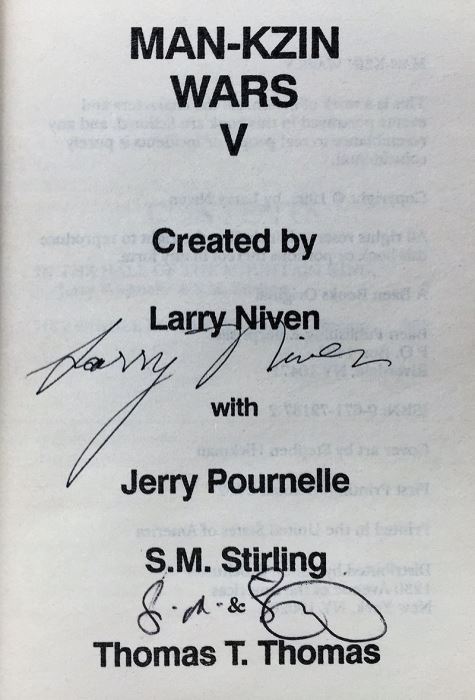 MAN-KZIN
WARS
V
Created by
Larry Niven
Larry Niven
with
Jerry Pournelle
S.M. Stirling
S. M. &
Thomas T. Thomas